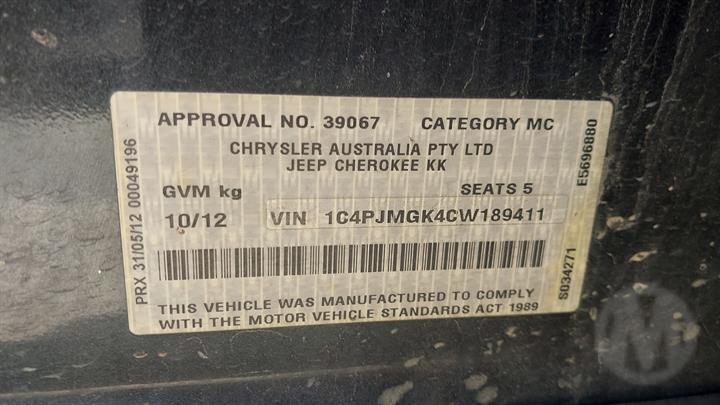 APPROVAL NO. 39067 CATEGORY MC
CHRYSLER AUSTRALIA PTY LTD
JEEP CHEROKEE KK
GVM kg SEATS 5
10/12 VIN 1C4PJMGK4CW189411
THIS VEHICLE WAS MANUFACTURED TO COMPLY
WITH THE MOTOR VEHICLE STANDARDS ACT 1989
PRX 31/05/12 00049196
E5696880
S034271
M